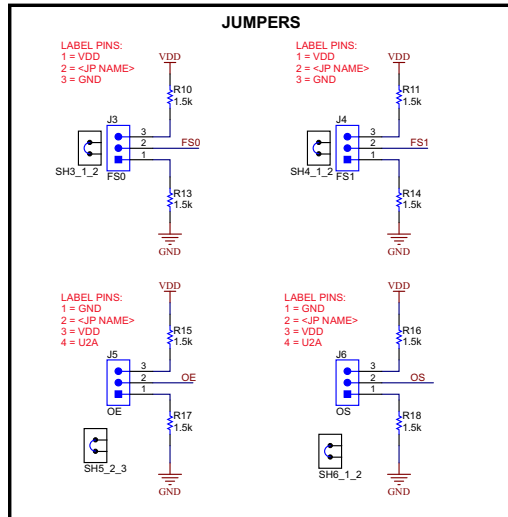 JUMPERS
LABEL PINS:
1 = VDD
2 = <JP NAME>
3 = GND
VDD
R10
1.5k
J3
3
2
1
FS0
FS0
SH3_1_2
R13
1.5k
GND
LABEL PINS:
1 = VDD
2 = <JP NAME>
3 = GND
VDD
R11
1.5k
J4
3
2
1
FS1
FS1
SH4_1_2
R14
1.5k
GND
LABEL PINS:
1 = GND
2 = <JP NAME>
3 = VDD
4 = U2A
VDD
R15
1.5k
J5
3
2
1
OE
OE
R17
1.5k
SH5_2_3
GND
LABEL PINS:
1 = GND
2 = <JP NAME>
3 = VDD
4 = U2A
VDD
R16
1.5k
J6
3
2
1
OS
OS
R18
1.5k
SH6_1_2
GND